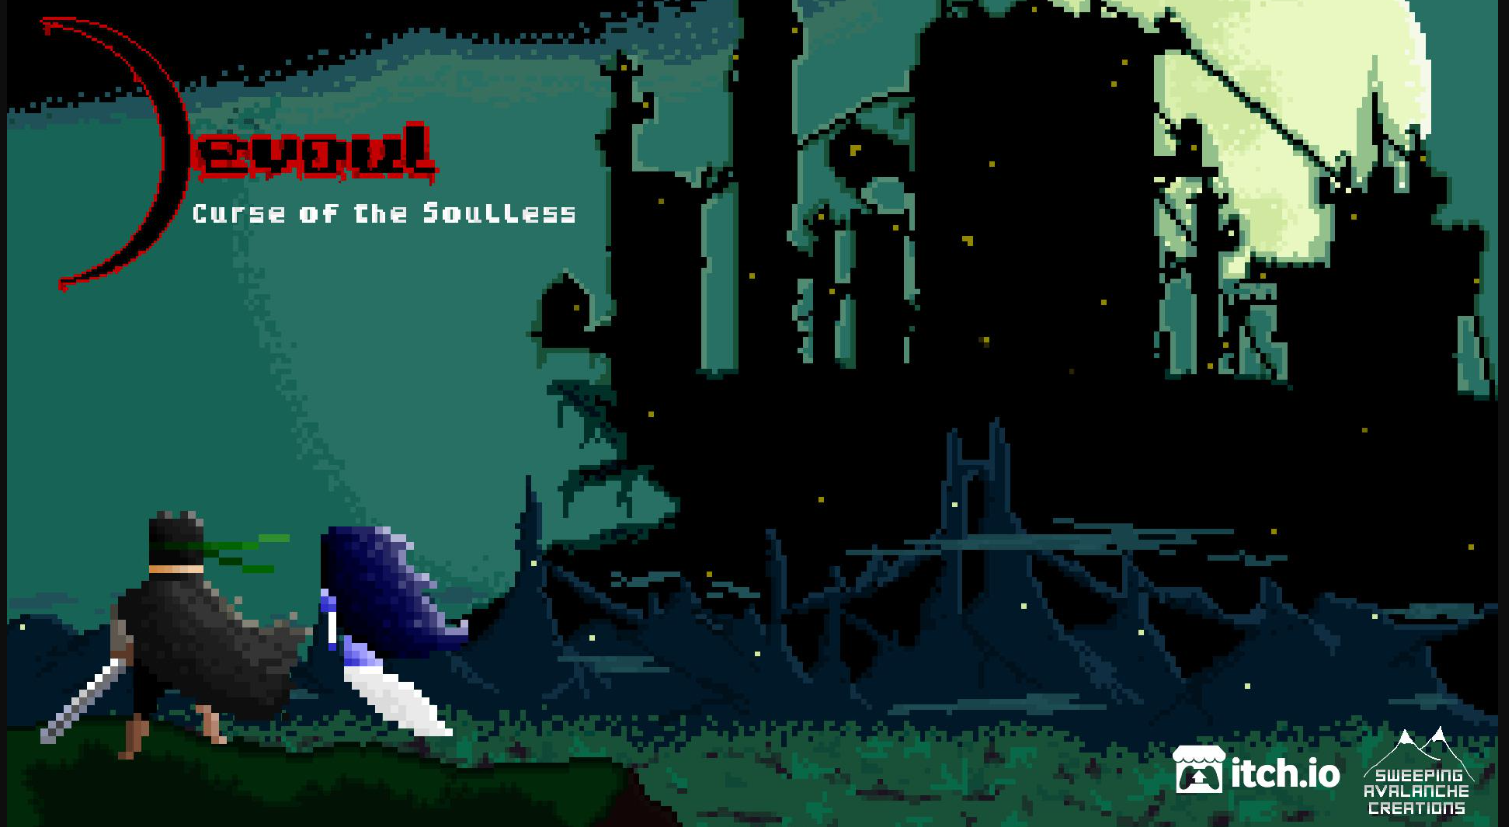 Devoul
Curse of the Soulless
itch.io
SWEEPING
AVALANCHE
CREATIONS